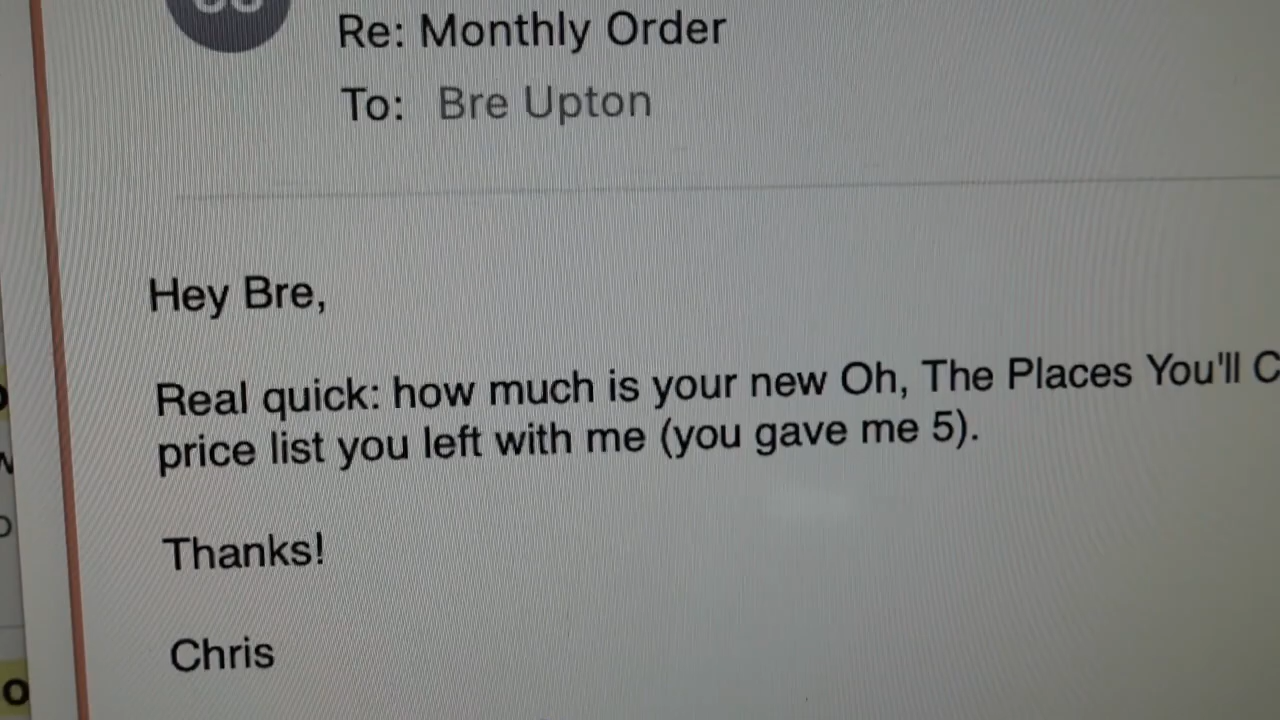 Re: Monthly Order
To: Bre Upton
Hey Bre,
Real quick: how much is your new Oh, The Places You'll
price list you left with me (you gave me 5).
Thanks!
Chris